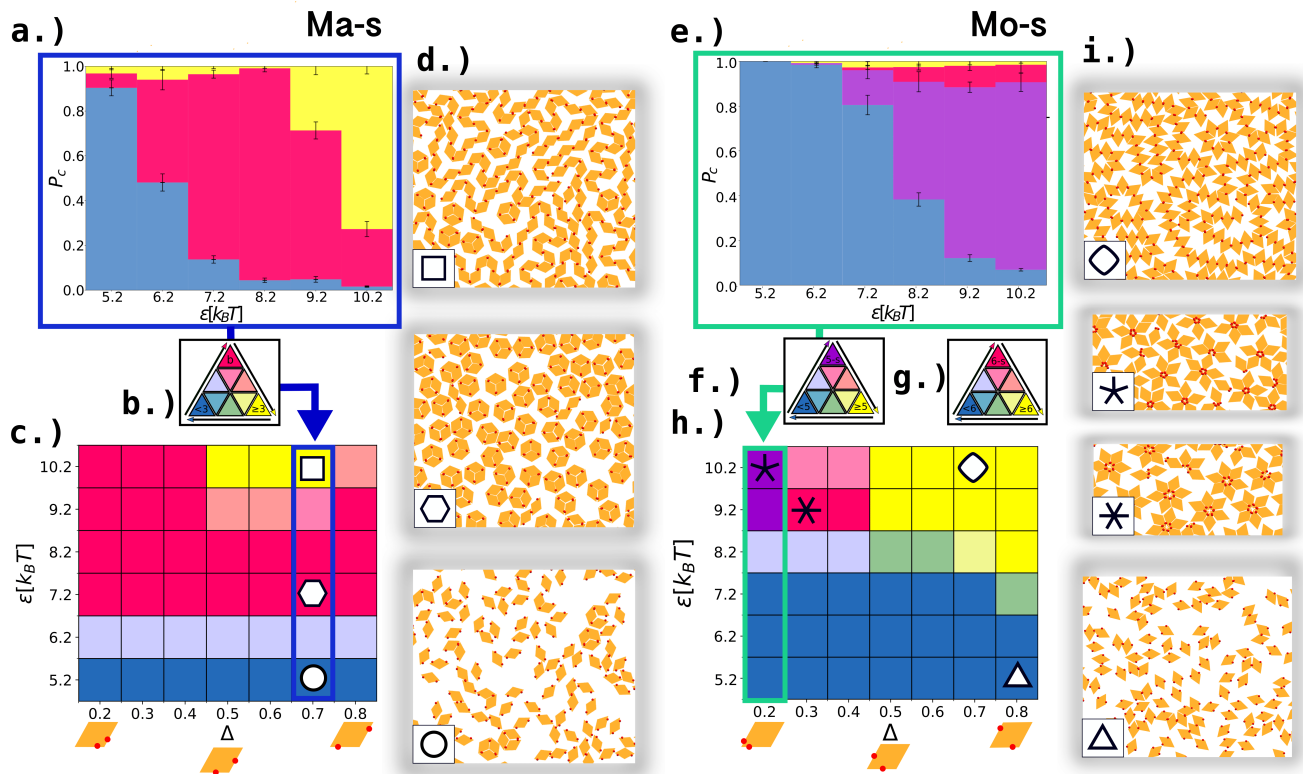 a.)
Ma-s
1.0
0.8
0.6
0.4
0.2
0.0
P_c
5.2 6.2 7.2 8.2 9.2 10.2
ε[k_BT]
b.)
b
<3 ≥3
c.)
10.2
9.2
8.2
7.2
6.2
5.2
ε[k_BT]
0.2 0.3 0.4 0.5 0.6 0.7 0.8
Δ
d.)
e.)
Mo-s
1.0
0.8
0.6
0.4
0.2
0.0
P_c
5.2 6.2 7.2 8.2 9.2 10.2
ε[k_BT]
f.)
5-s
<5 ≥5
g.)
6-s
<6 ≥6
h.)
10.2
9.2
8.2
7.2
6.2
5.2
ε[k_BT]
0.2 0.3 0.4 0.5 0.6 0.7 0.8
Δ
i.)